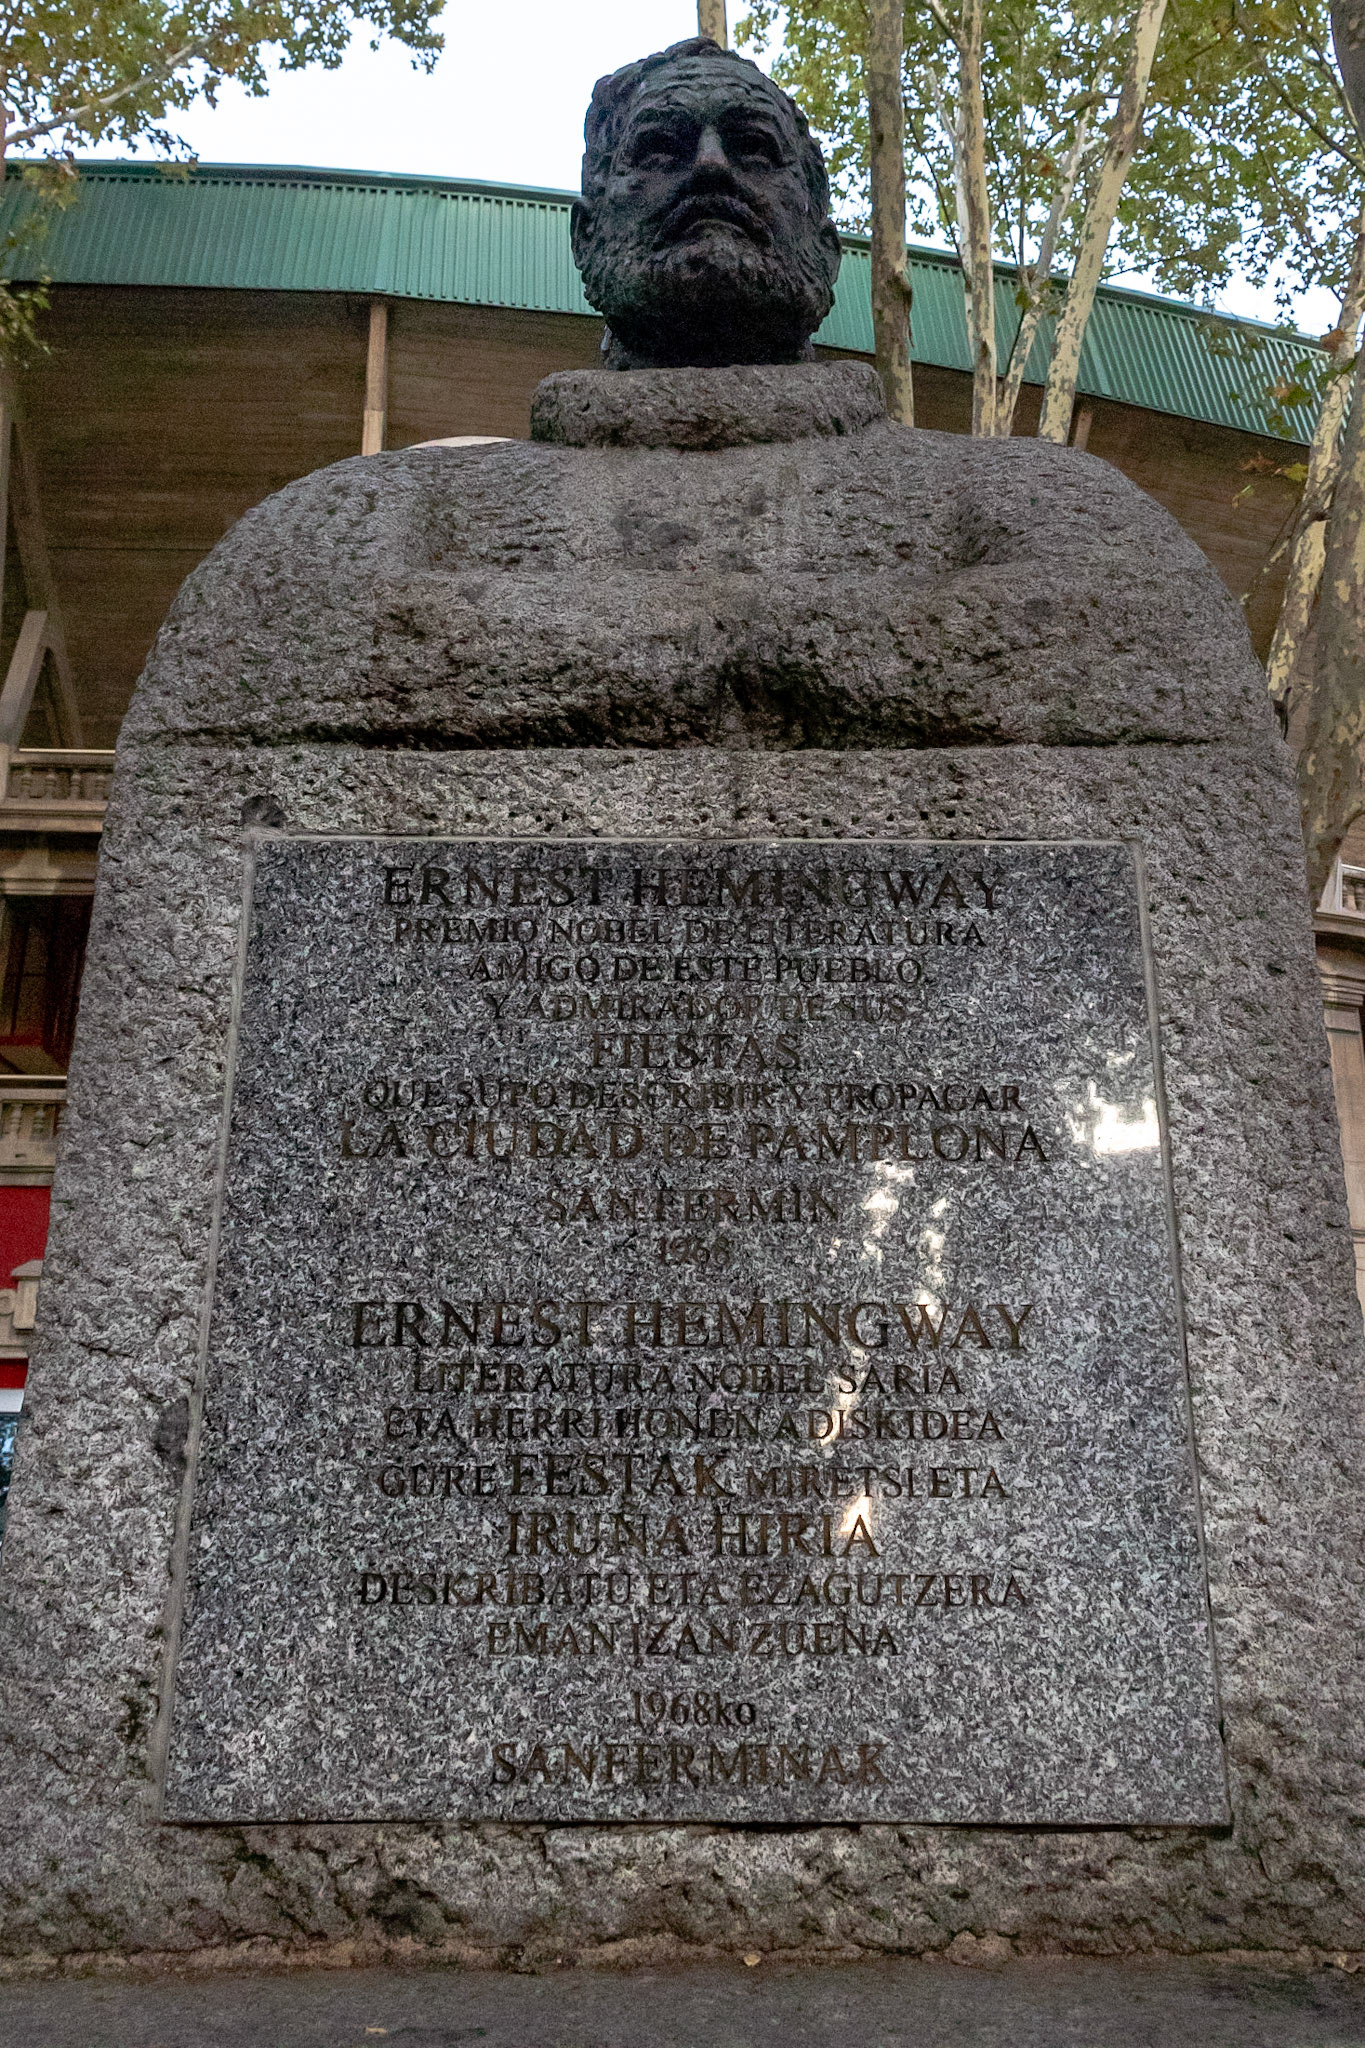 ERNEST HEMINGWAY
PREMIO NOBEL DE LITERATURA
AMIGO DE ESTE PUEBLO
Y ADMIRADOR DE SUS
FIESTAS
QUE SUPO DESCRIBIR Y PROPAGAR
LA CIUDAD DE PAMPLONA
SAN FERMIN
1968
ERNEST HEMINGWAY
LITERATURA NOBEL SARIA
ETA HERRI HONEN ADISKIDEA
GURE FESTAK MIRETSI ETA
IRUÑA HIRIA
DESKRIBATU ETA EZAGUTZERA
EMAN IZAN ZUENA
1968ko
SANFERMINAK